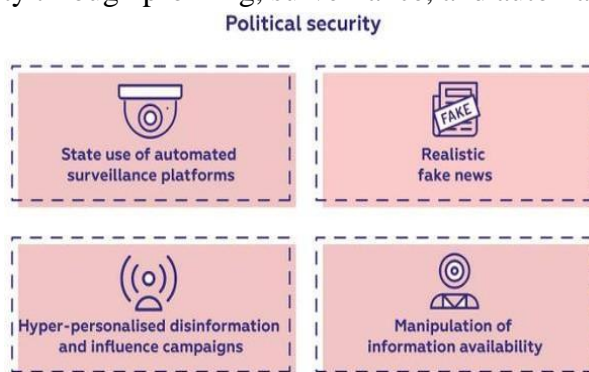 Political security
State use of automated
surveillance platforms
FAKE
Realistic
fake news
Hyper-personalised disinformation
and influence campaigns
Manipulation of
information availability